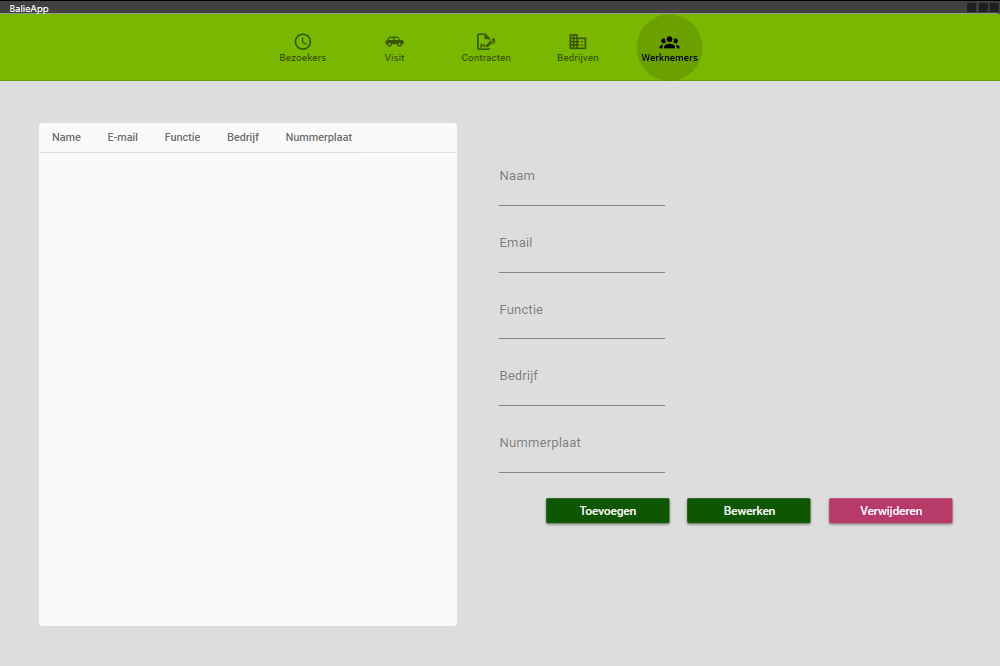 BalieApp
Bezoekers Visit Contracten Bedrijven Werknemers
Name E-mail Functie Bedrijf Nummerplaat
Naam
Email
Functie
Bedrijf
Nummerplaat
Toevoegen Bewerken Verwijderen